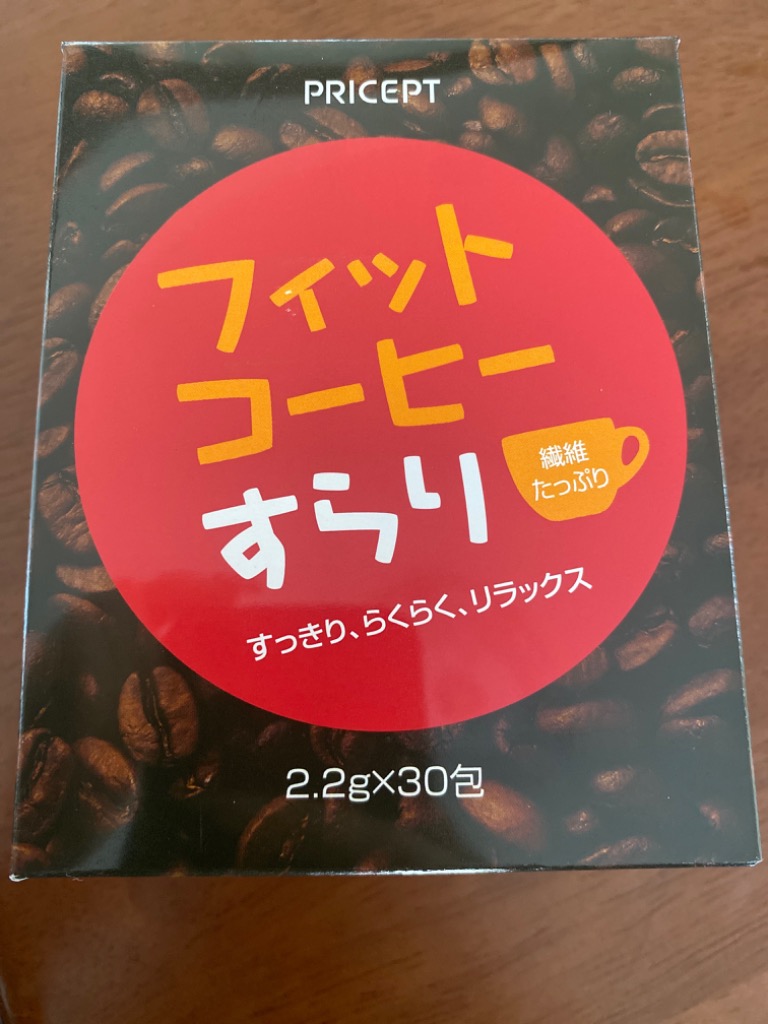 PRICEPT
フィット
コーヒー
すらり
繊維
たっぷり
すっきり、らくらく、リラックス
2.2g×30包